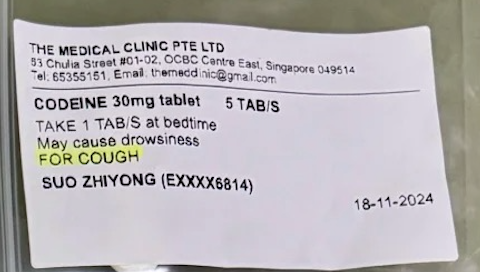 THE MEDICAL CLINIC PTE LTD
53 Chulia Street #01-02, OCBC Centre East, Singapore 049514
Tel: 65355151, Email: themeddinic@gmail.com
CODEINE 30mg tablet 5 TAB/S
TAKE 1 TAB/S at bedtime
May cause drowsiness
FOR COUGH
SUO ZHIYONG (EXXXX6814)
18-11-2024